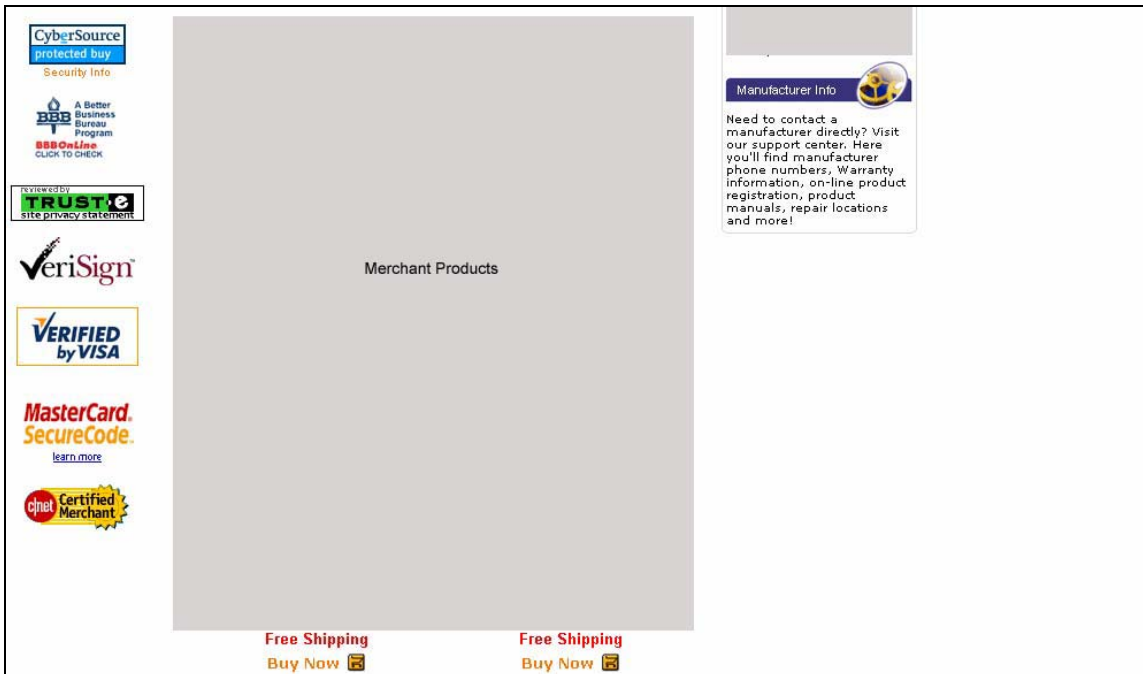 CyberSource
protected buy
Security Info
A Better
BBB Business
Bureau
Program
BBBOnLine
CLICK TO CHECK
reviewed by
TRUST·e
site privacy statement
VeriSign™
VERIFIED
by VISA
MasterCard.
SecureCode.
learn more
c|net Certified
Merchant
Merchant Products
Free Shipping
Buy Now
Free Shipping
Buy Now
Manufacturer Info
Need to contact a
manufacturer directly? Visit
our support center. Here
you'll find manufacturer
phone numbers, Warranty
information, on-line product
registration, product
manuals, repair locations
and more!